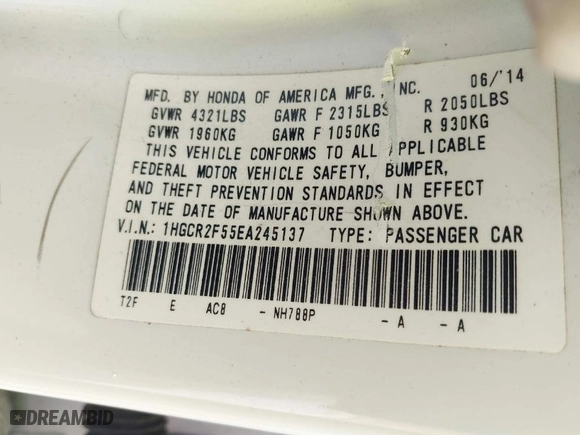 MFD. BY HONDA OF AMERICA MFG., INC. 06/'14
GVWR 4321LBS GAWR F 2315LBS R 2050LBS
GVWR 1960KG GAWR F 1050KG R 930KG
THIS VEHICLE CONFORMS TO ALL APPLICABLE
FEDERAL MOTOR VEHICLE SAFETY, BUMPER,
AND THEFT PREVENTION STANDARDS IN EFFECT
ON THE DATE OF MANUFACTURE SHOWN ABOVE.
V.I.N.: 1HGCR2F55EA245137 TYPE: PASSENGER CAR
T2F E AC8 - NH788P - A - A
DREAMBID